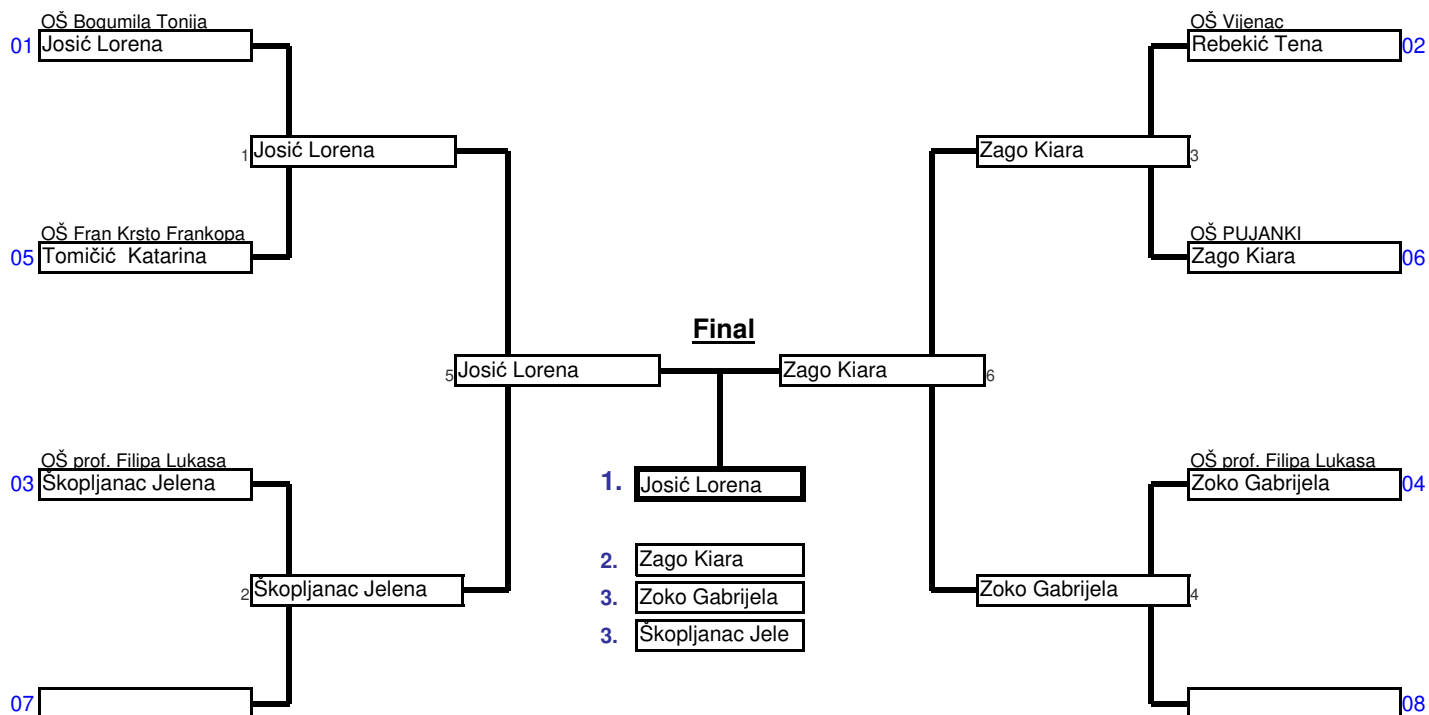 OŠ Bogumila Tonija
01 Josić Lorena
OŠ Vijenac
Rebekić Tena 02
1 Josić Lorena
Zago Kiara 3
OŠ Fran Krsto Frankopa
05 Tomičić  Katarina
OŠ PUJANKI
Zago Kiara 06
Final
5 Josić Lorena
Zago Kiara 6
OŠ prof. Filipa Lukasa
03 Škopljanac Jelena
OŠ prof. Filipa Lukasa
Zoko Gabrijela 04
1. Josić Lorena
2. Zago Kiara
3. Zoko Gabrijela
3. Škopljanac Jele
2 Škopljanac Jelena
Zoko Gabrijela 4
07
08